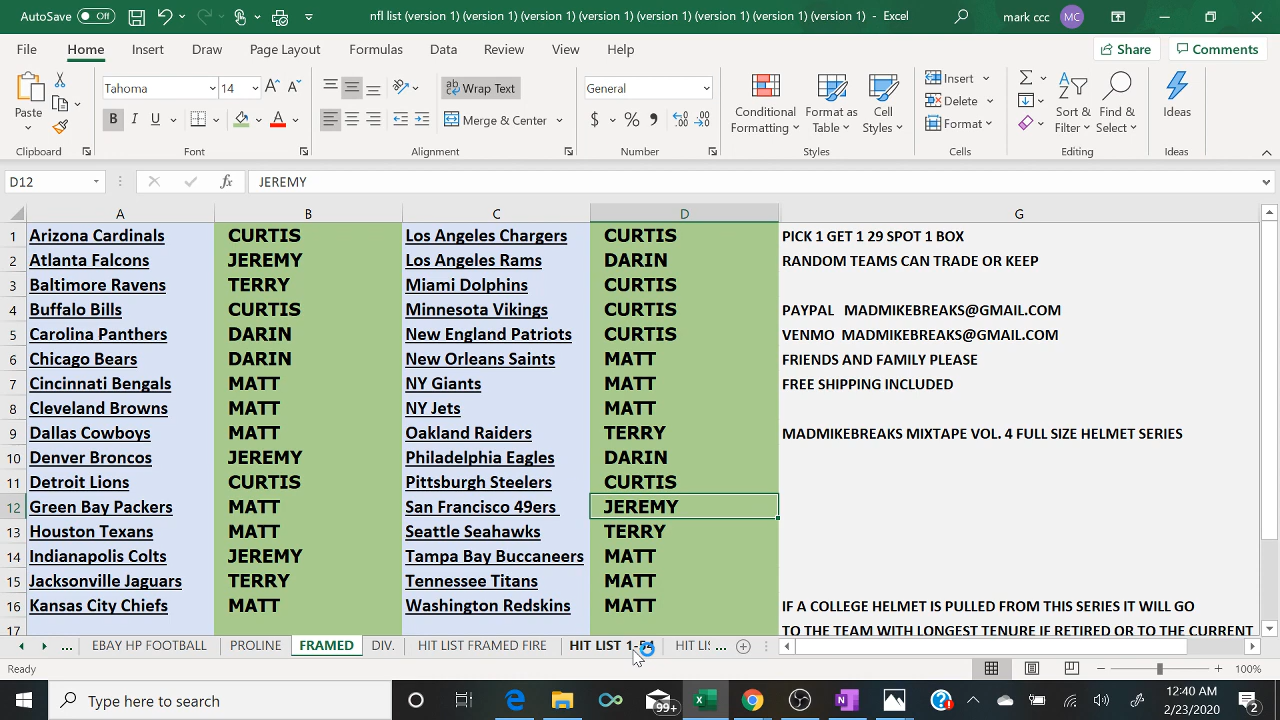 AutoSave Off nfl list (version 1) (version 1) (version 1) (version 1) (version 1) (version 1) (version 1) (version 1) - Excel mark ccc MC
File Home Insert Draw Page Layout Formulas Data Review View Help Share Comments
Paste Tahoma 14 Wrap Text General Conditional Formatting Format as Table Cell Styles Insert Sort & Filter Find & Select Ideas
B I U A Merge & Center $ % Delete
Format
Clipboard Font Alignment Number Styles Cells Editing Ideas
D12 fx JEREMY
A B C D G
1 Arizona Cardinals CURTIS Los Angeles Chargers CURTIS PICK 1 GET 1 29 SPOT 1 BOX
2 Atlanta Falcons JEREMY Los Angeles Rams DARIN RANDOM TEAMS CAN TRADE OR KEEP
3 Baltimore Ravens TERRY Miami Dolphins CURTIS
4 Buffalo Bills CURTIS Minnesota Vikings CURTIS PAYPAL MADMIKEBREAKS@GMAIL.COM
5 Carolina Panthers DARIN New England Patriots CURTIS VENMO MADMIKEBREAKS@GMAIL.COM
6 Chicago Bears DARIN New Orleans Saints MATT FRIENDS AND FAMILY PLEASE
7 Cincinnati Bengals MATT NY Giants MATT FREE SHIPPING INCLUDED
8 Cleveland Browns MATT NY Jets MATT
9 Dallas Cowboys MATT Oakland Raiders TERRY MADMIKEBREAKS MIXTAPE VOL. 4 FULL SIZE HELMET SERIES
10 Denver Broncos JEREMY Philadelphia Eagles DARIN
11 Detroit Lions CURTIS Pittsburgh Steelers CURTIS
12 Green Bay Packers MATT San Francisco 49ers JEREMY
13 Houston Texans MATT Seattle Seahawks TERRY
14 Indianapolis Colts JEREMY Tampa Bay Buccaneers MATT
15 Jacksonville Jaguars TERRY Tennessee Titans MATT
16 Kansas City Chiefs MATT Washington Redskins MATT IF A COLLEGE HELMET IS PULLED FROM THIS SERIES IT WILL GO
17 TO THE TEAM WITH LONGEST TENURE IF RETIRED OR TO THE CURRENT
... EBAY HP FOOTBALL PROLINE FRAMED DIV. HIT LIST FRAMED FIRE HIT LIST 1-54 HIT LIS ...
Ready 100%
Type here to search 99+ 12:40 AM
2/23/2020 2